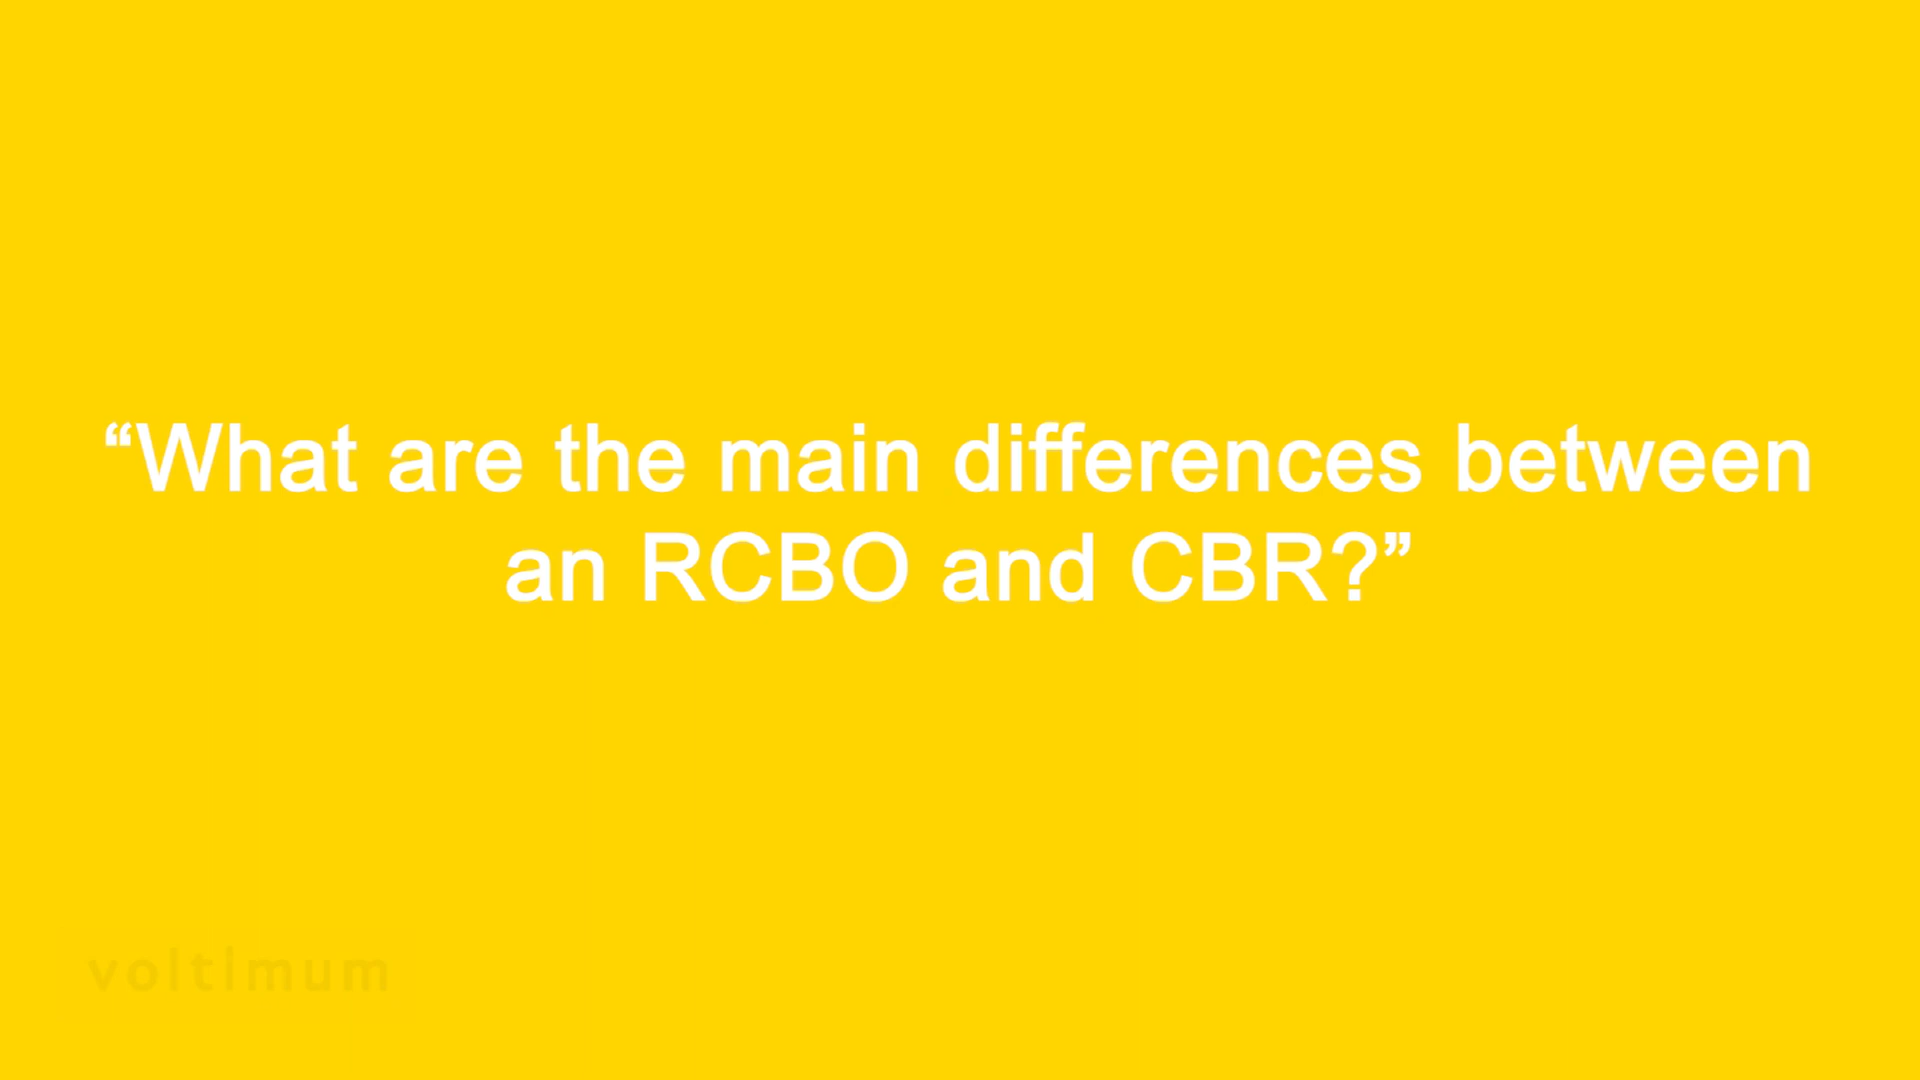 “What are the main differences between
an RCBO and CBR?”
voltimum